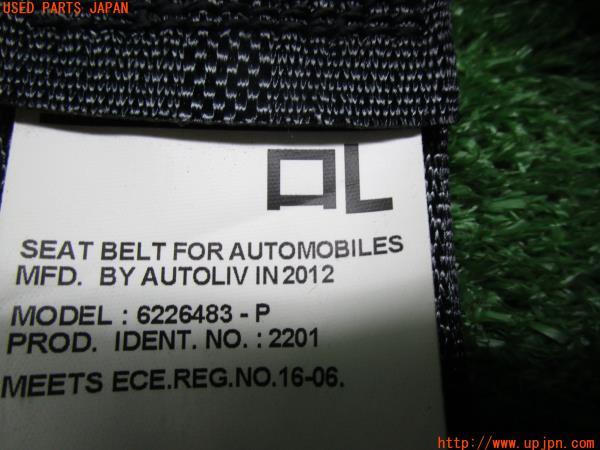 USED PARTS JAPAN
AL
SEAT BELT FOR AUTOMOBILES
MFD. BY AUTOLIV IN 2012
MODEL : 6226483 - P
PROD. IDENT. NO. : 2201
MEETS ECE.REG.NO.16-06.
http://www.upjpn.com